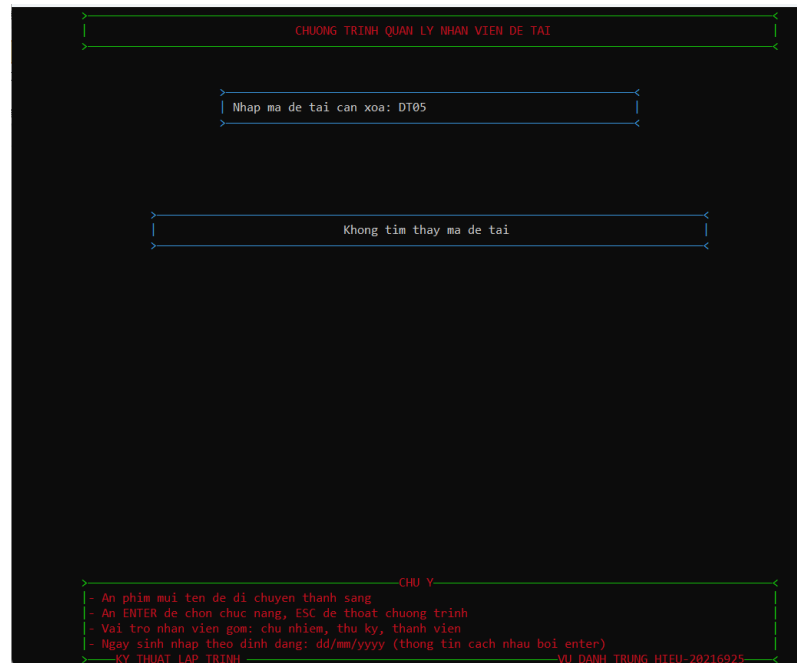 CHUONG TRINH QUAN LY NHAN VIEN DE TAI
Nhap ma de tai can xoa: DT05
Khong tim thay ma de tai
CHU Y
- An phim mui ten de di chuyen thanh sang
- An ENTER de chon chuc nang, ESC de thoat chuong trinh
- Vai tro nhan vien gom: chu nhiem, thu ky, thanh vien
- Ngay sinh nhap theo dinh dang: dd/mm/yyyy (thong tin cach nhau boi enter)
KY THUAT LAP TRINH VU DANH TRUNG HIEU-20216925